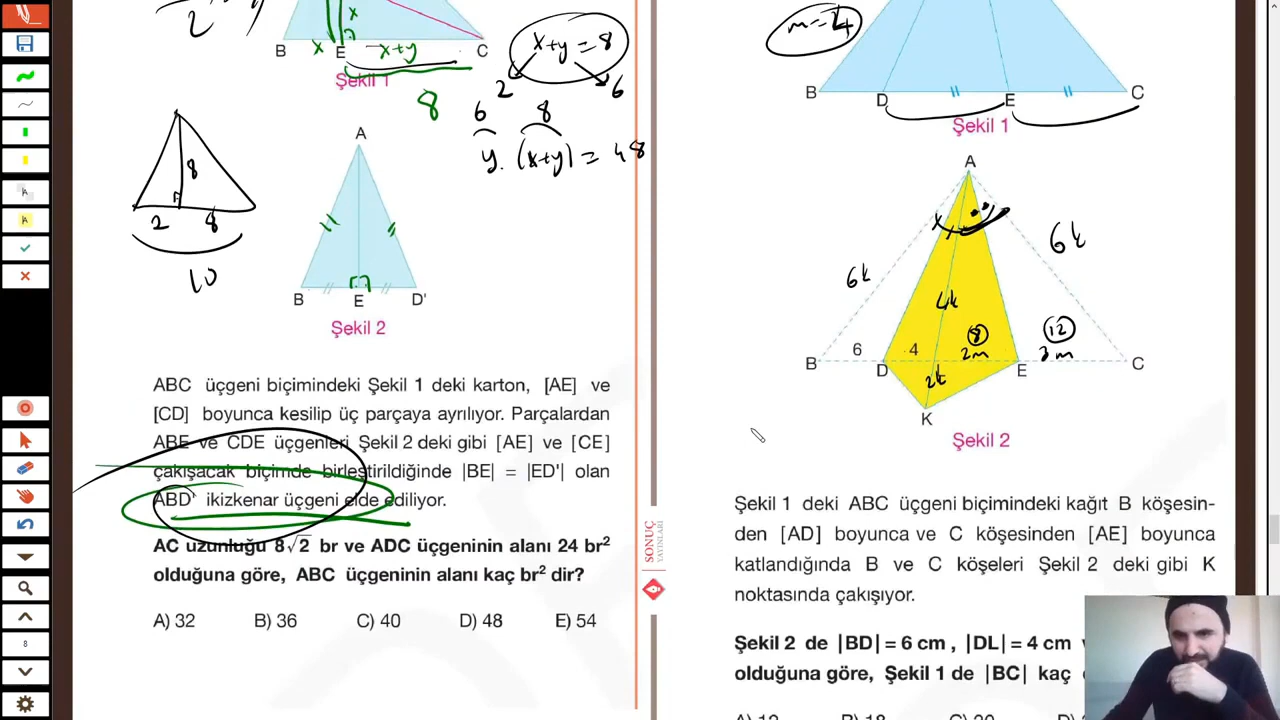 2
x
B
x
E
x+y
C
Şekil 1
8
x+y = 8
2
6
6 8
y. (x+y) = 48
8
2
8
10
A
B
E
D'
Şekil 2
ABC üçgeni biçimindeki Şekil 1 deki karton, [AE] ve
[CD] boyunca kesilip üç parçaya ayrılıyor. Parçalardan
ABE ve CDE üçgenleri Şekil 2 deki gibi [AE] ve [CE]
çakışacak biçimde birleştirildiğinde |BE| = |ED'| olan
ABD' ikizkenar üçgeni elde ediliyor.
AC uzunluğu 8√2 br ve ADC üçgeninin alanı 24 br²
olduğuna göre, ABC üçgeninin alanı kaç br² dir?
A) 32 B) 36 C) 40 D) 48 E) 54
SONUÇ
YAYINLARI
m=4
B
D
E
C
Şekil 1
A
x
x
6k
6k
4k
8
12
6
4
2m
3m
B
D
E
C
2k
K
Şekil 2
Şekil 1 deki ABC üçgeni biçimindeki kağıt B köşesin-
den [AD] boyunca ve C köşesinden [AE] boyunca
katlandığında B ve C köşeleri Şekil 2 deki gibi K
noktasında çakışıyor.
Şekil 2 de |BD| = 6 cm , |DL| = 4 cm
olduğuna göre, Şekil 1 de |BC| kaç
A
A
8